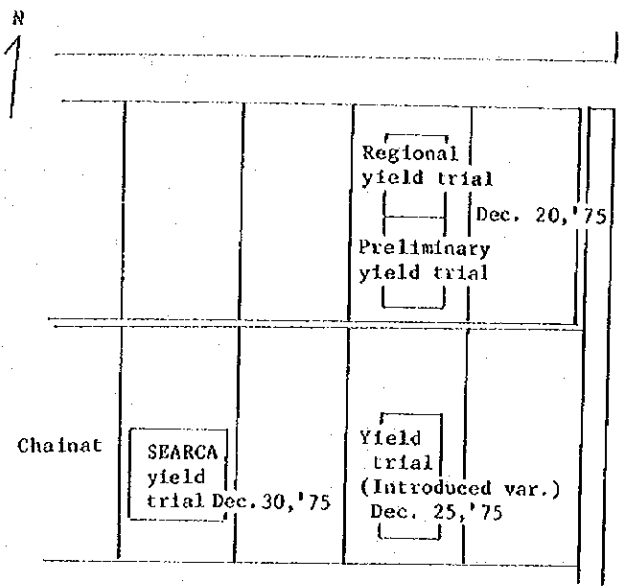 N
Regional
yield trial
Dec. 20,'75
Preliminary
yield trial
Chainat
SEARCA
yield
trial Dec.30,'75
Yield
trial
(Introduced var.)
Dec. 25,'75